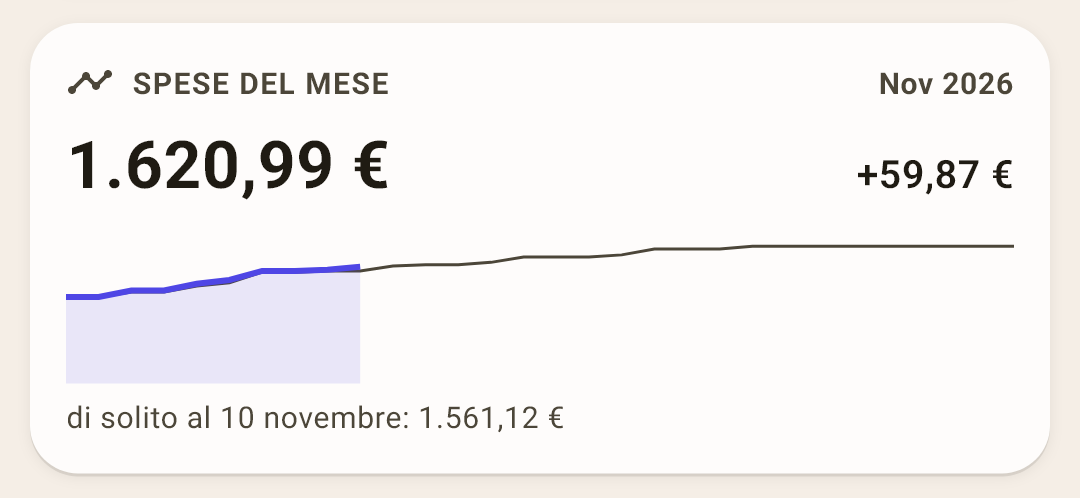 SPESE DEL MESE
Nov 2026
1.620,99 €
+59,87 €
di solito al 10 novembre: 1.561,12 €